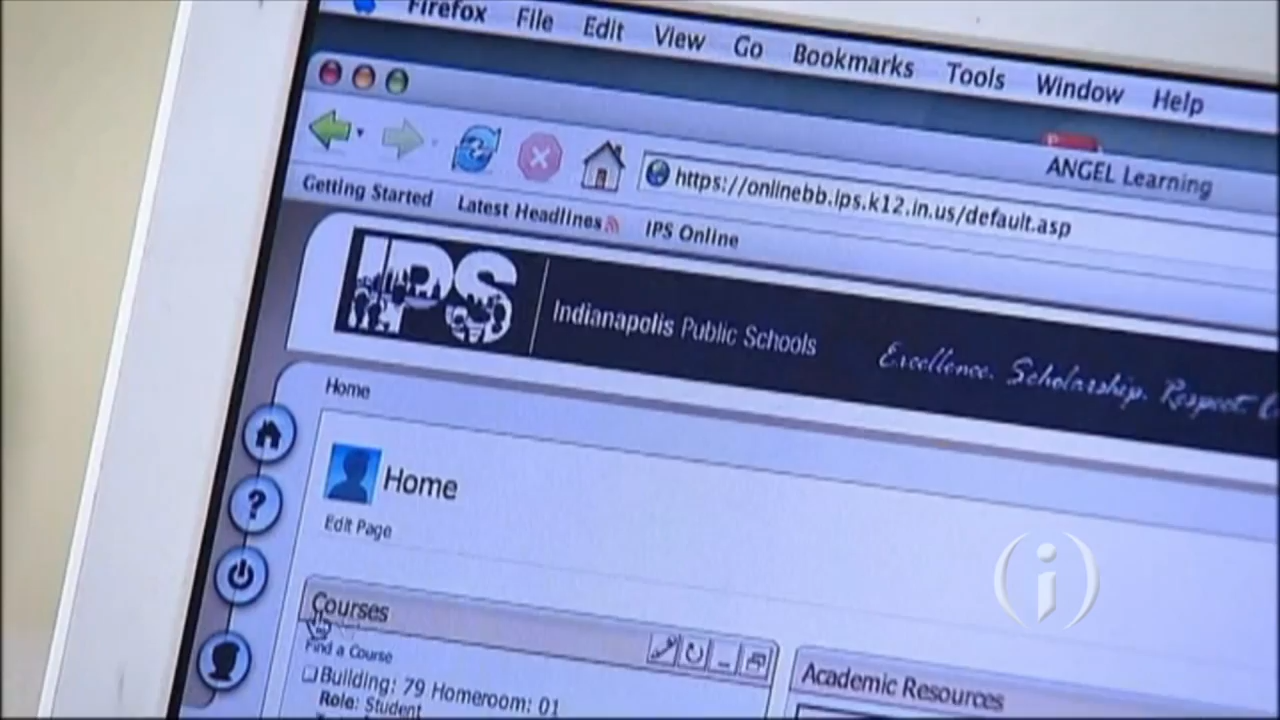 Firefox File Edit View Go Bookmarks Tools Window Help
ANGEL Learning
https://onlinebb.ips.k12.in.us/default.asp
Getting Started Latest Headlines IPS Online
IPS Indianapolis Public Schools Excellence. Scholarship. Respect.
Home
Home
Edit Page
Courses
Find a Course
Building: 79 Homeroom: 01
Role: Student
Academic Resources
(i)